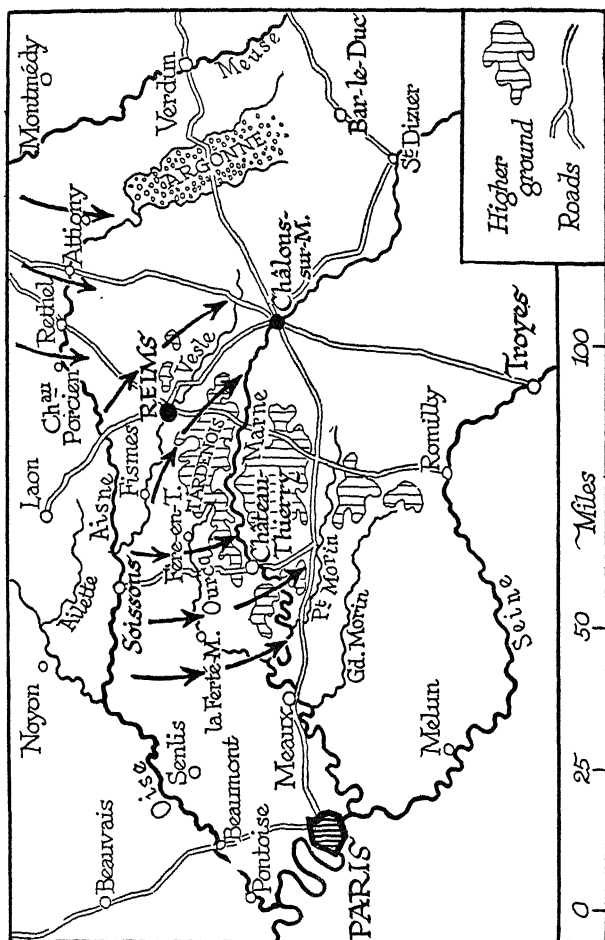 Montmédy
Verdun
Meuse
ARGONNE
Bar-le-Duc
St Dizier
Attigny
Rethel
Chau
Porcien
REIMS
Vesle
Châlons-
sur-M.
Laon
Aisne
Fismes
Ailette
Soissons
Fère-en-T.
TARDENOIS
Ourcq
Marne
Château-
Thierry
la Ferté-M.
Noyon
Oise
Senlis
Beaumont
Beauvais
Pontoise
Meaux
Pt. Morin
Gd. Morin
PARIS
Melun
Seine
Romilly
Troyes
Higher
ground
Roads
0
25
50
Miles
100